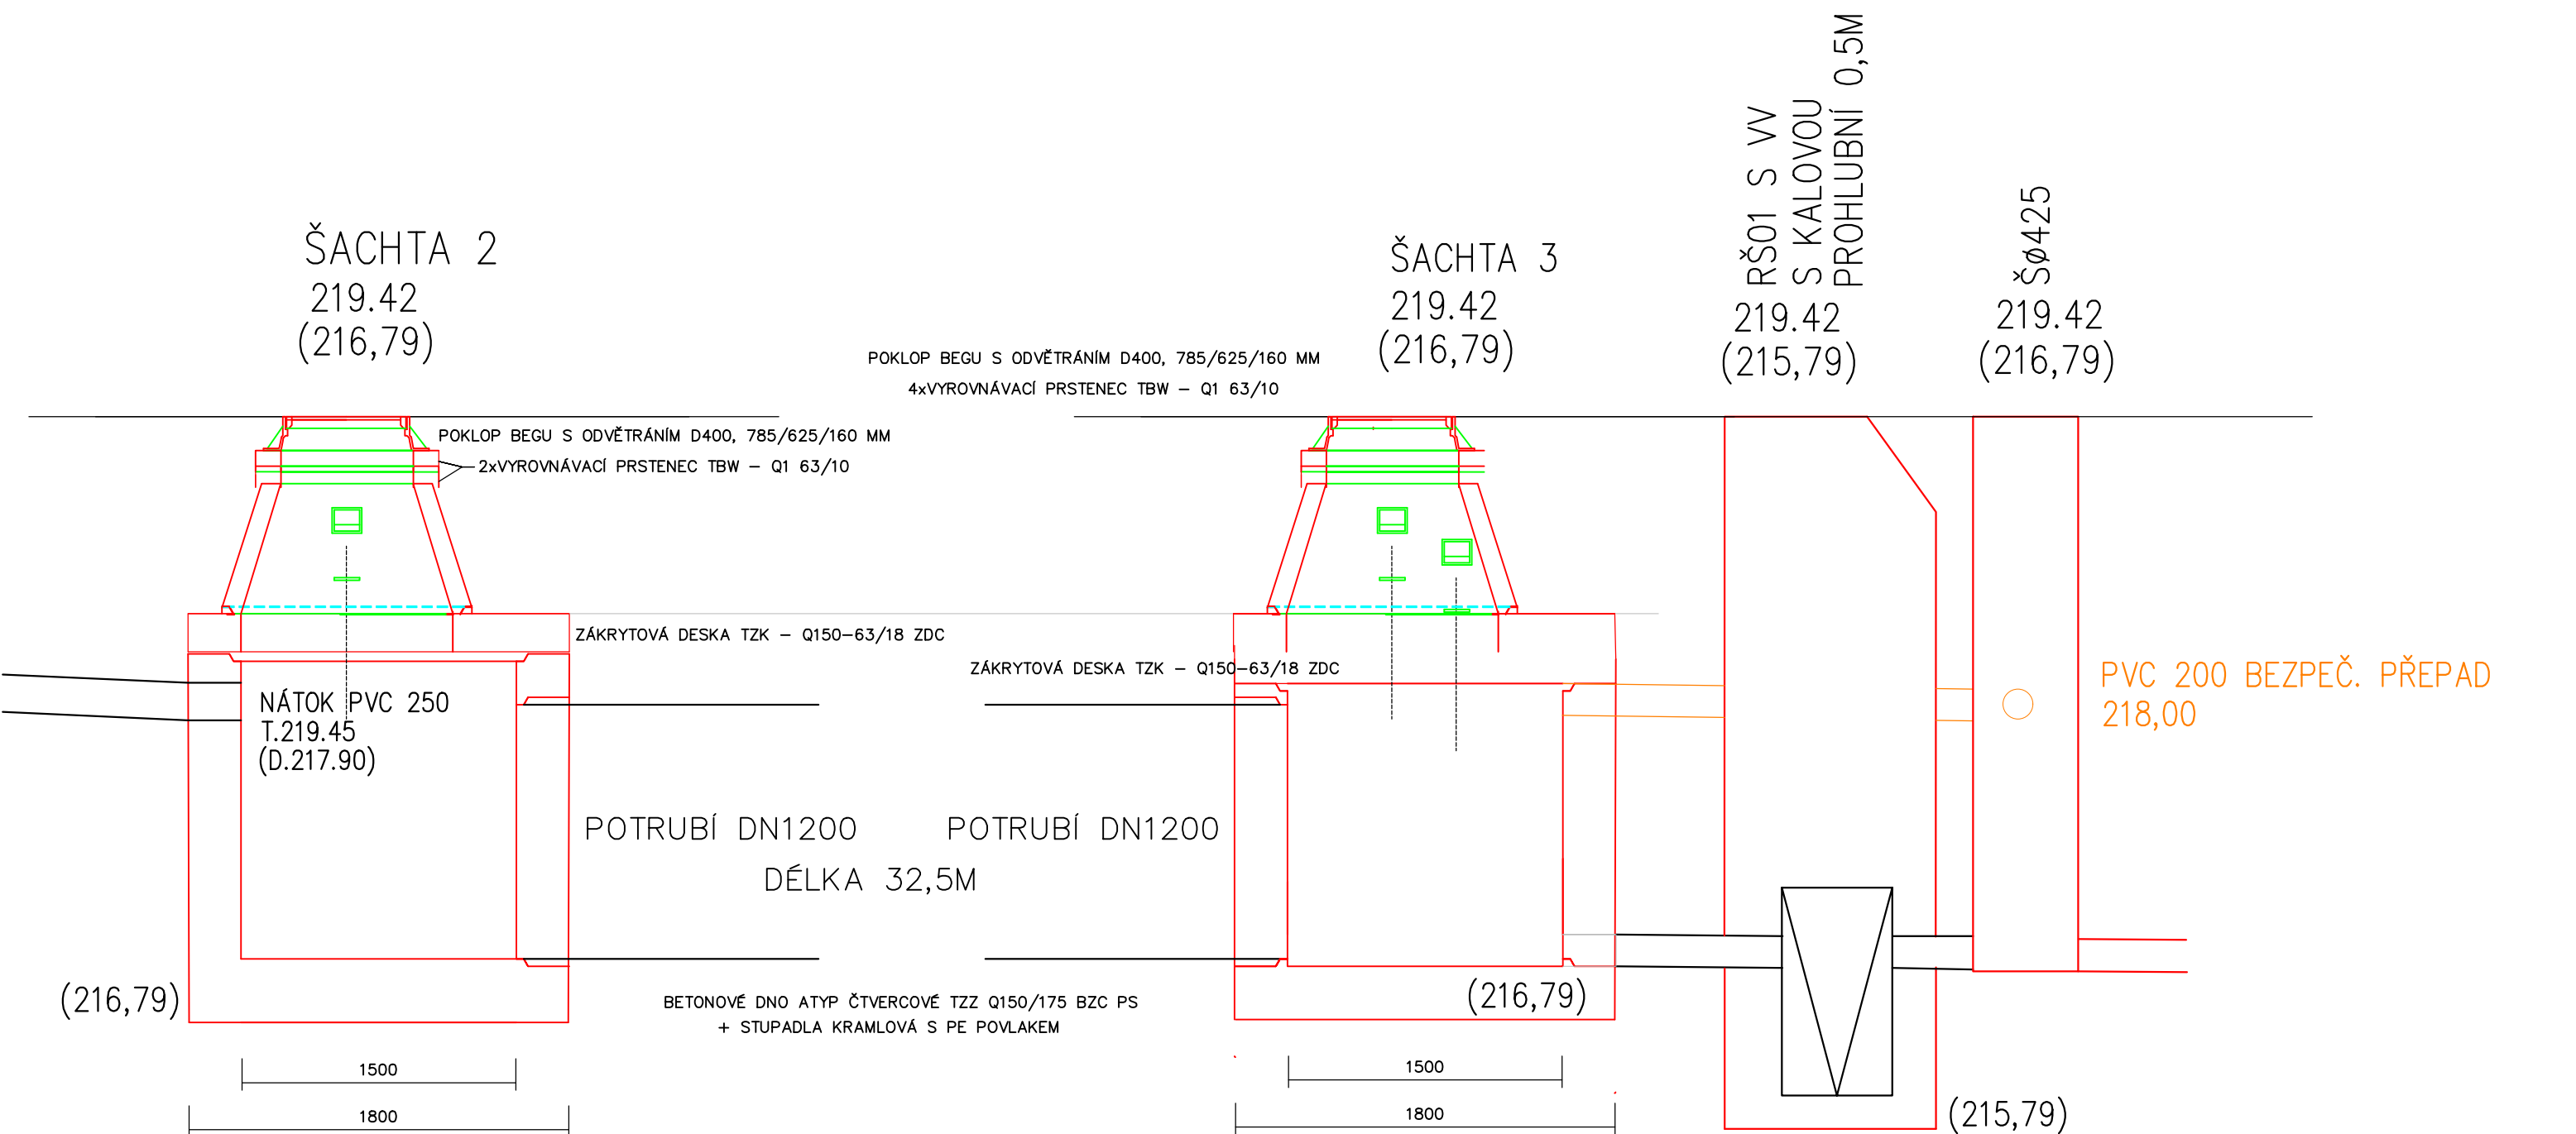 ŠACHTA 2
219.42
(216,79)
POKLOP BEGU S ODVĚTRÁNÍM D400, 785/625/160 MM
2xVYROVNÁVACÍ PRSTENEC TBW – Q1 63/10
ZÁKRYTOVÁ DESKA TZK – Q150–63/18 ZDC
NÁTOK PVC 250
T.219.45
(D.217.90)
(216,79)
1500
1800
POTRUBÍ DN1200
POTRUBÍ DN1200
DÉLKA 32,5M
BETONOVÉ DNO ATYP ČTVERCOVÉ TZZ Q150/175 BZC PS
+ STUPADLA KRAMLOVÁ S PE POVLAKEM
POKLOP BEGU S ODVĚTRÁNÍM D400, 785/625/160 MM
4xVYROVNÁVACÍ PRSTENEC TBW – Q1 63/10
ŠACHTA 3
219.42
(216,79)
ZÁKRYTOVÁ DESKA TZK – Q150–63/18 ZDC
(216,79)
1500
1800
RŠ01 S VV
S KALOVOU
PROHLUBNÍ 0,5M
219.42
(215,79)
Šø425
219.42
(216,79)
PVC 200 BEZPEČ. PŘEPAD
218,00
(215,79)